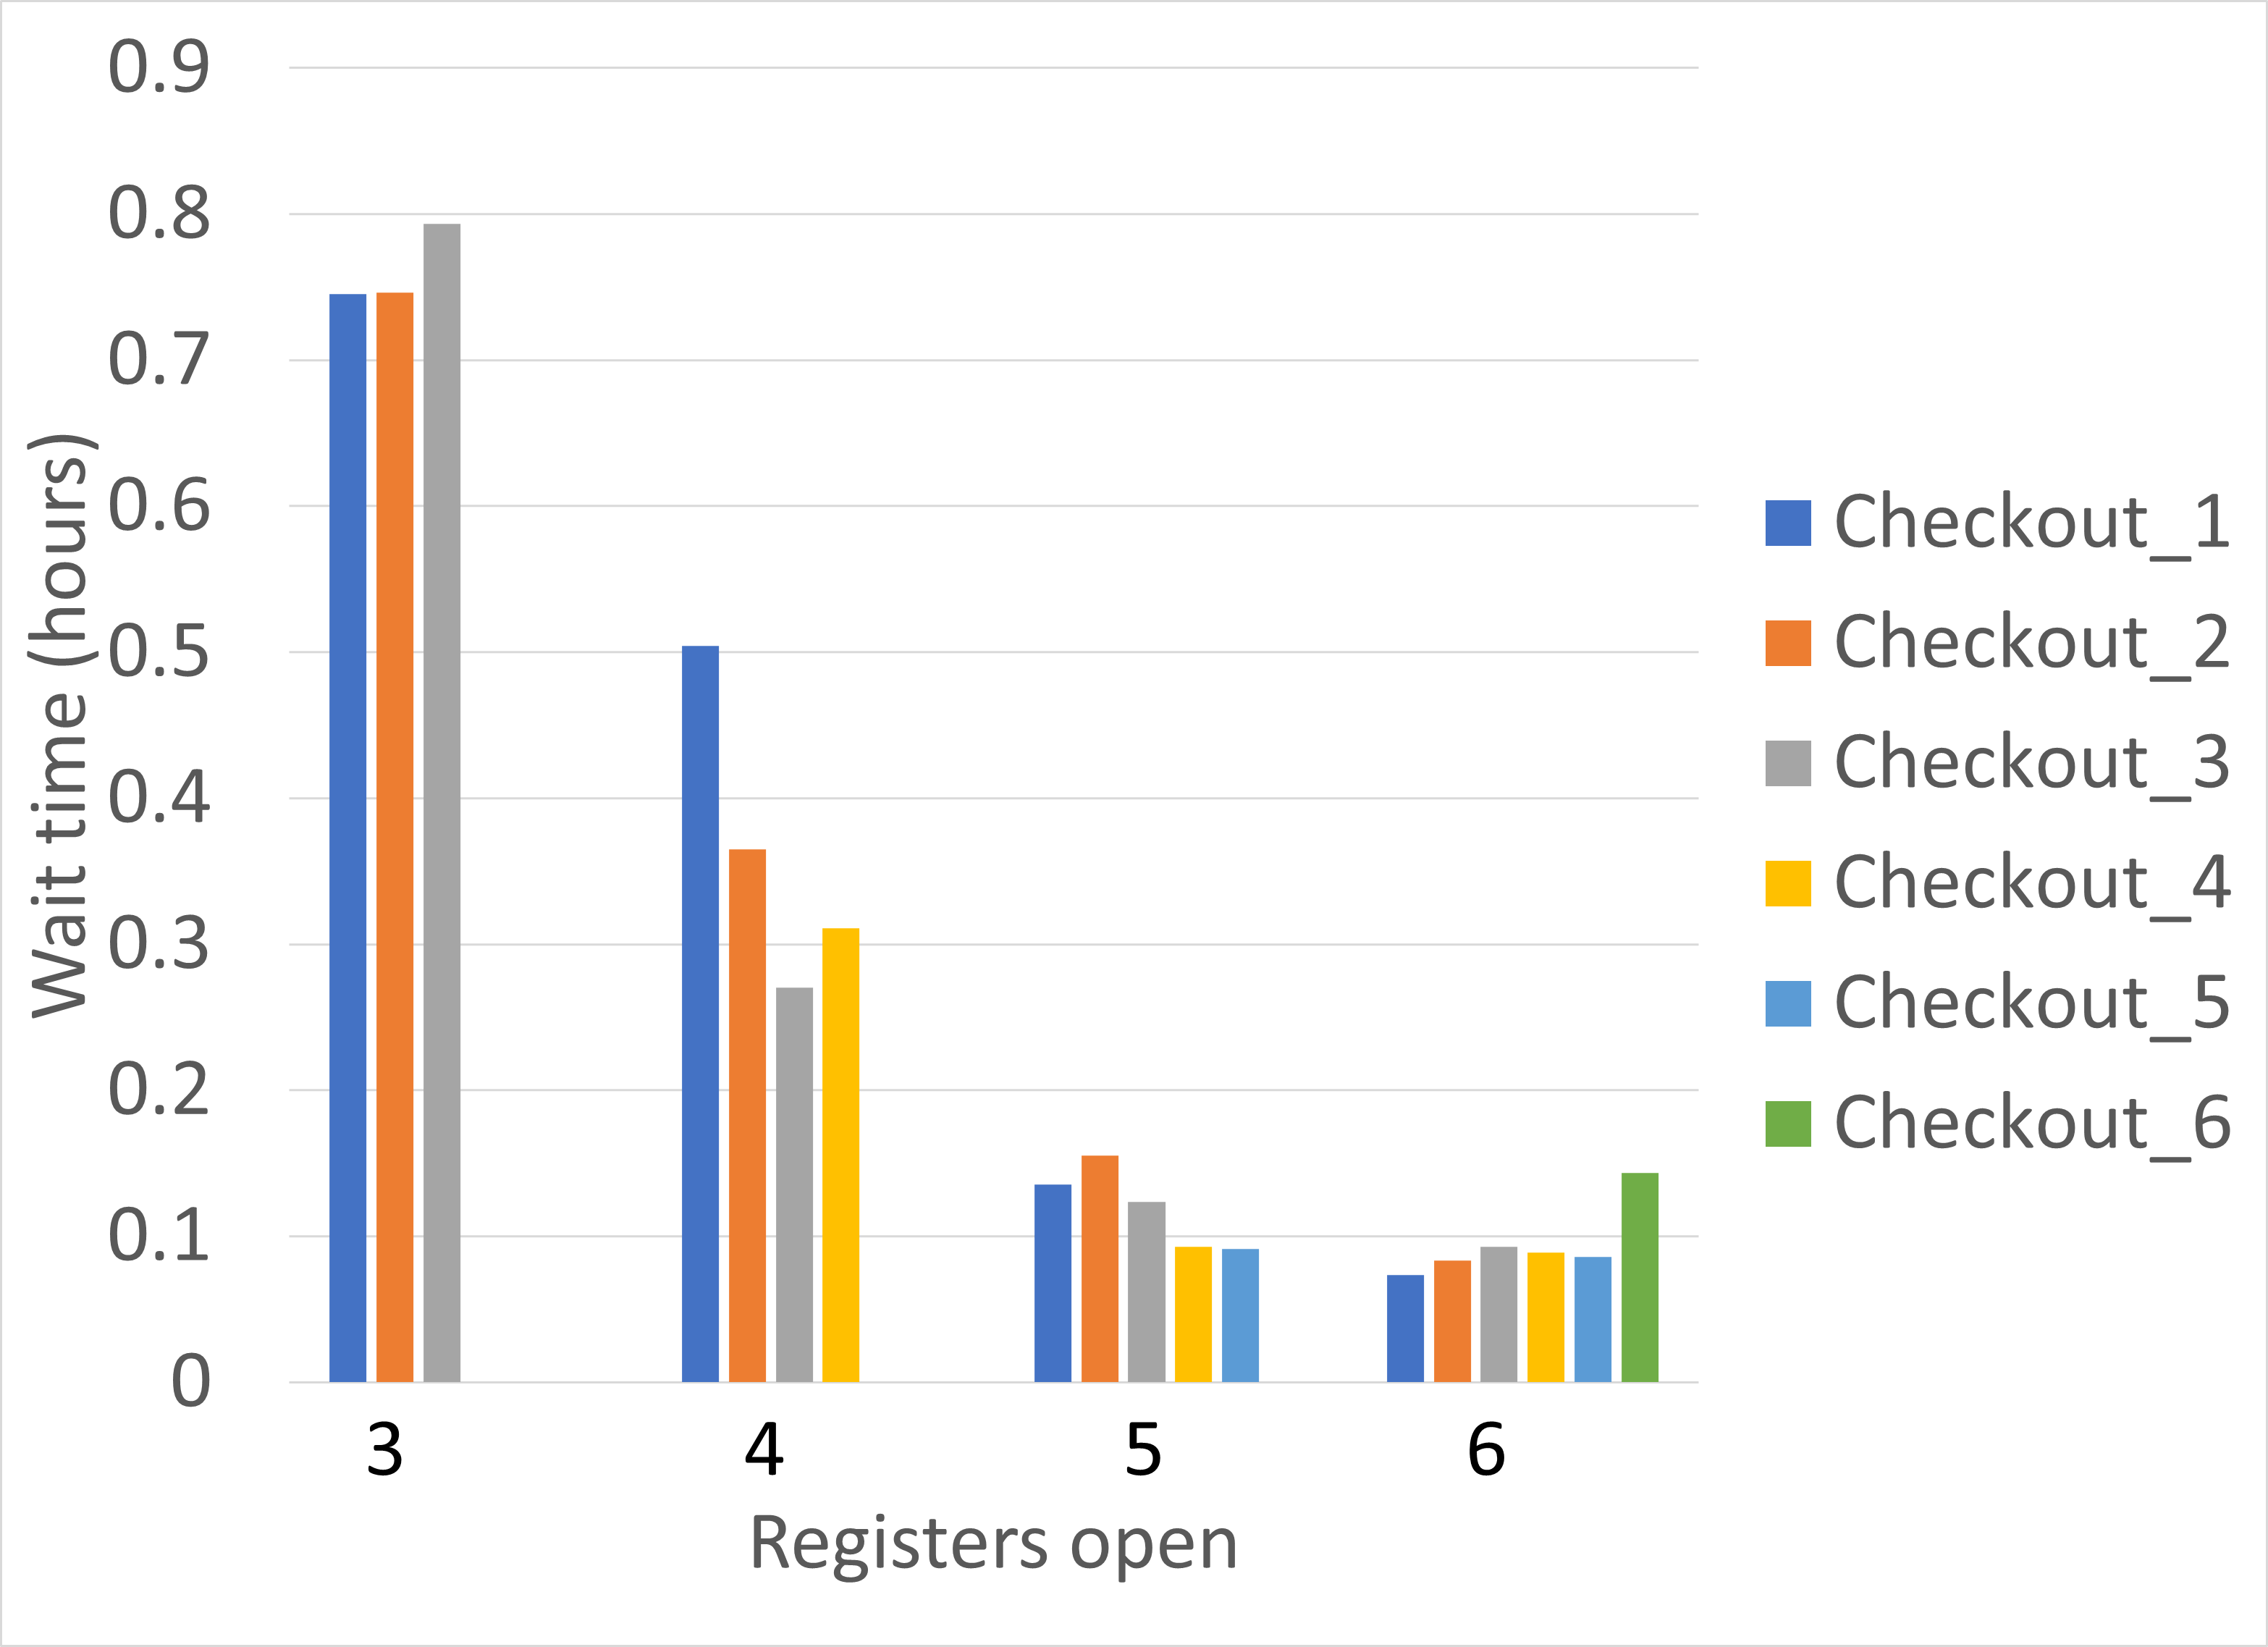 0.9
0.8
0.7
0.6
0.5
0.4
0.3
0.2
0.1
0
Wait time (hours)
3 4 5 6
Registers open
Checkout_1
Checkout_2
Checkout_3
Checkout_4
Checkout_5
Checkout_6